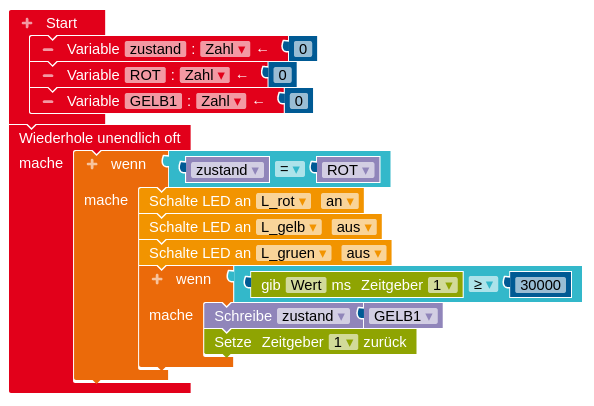 Start
Variable zustand : Zahl ← 0
Variable ROT : Zahl ← 0
Variable GELB1 : Zahl ← 0
Wiederhole unendlich oft
mache wenn zustand = ROT
mache Schalte LED an L_rot an
Schalte LED an L_gelb aus
Schalte LED an L_gruen aus
wenn gib Wert ms Zeitgeber 1 ≥ 30000
mache Schreibe zustand GELB1
Setze Zeitgeber 1 zurück